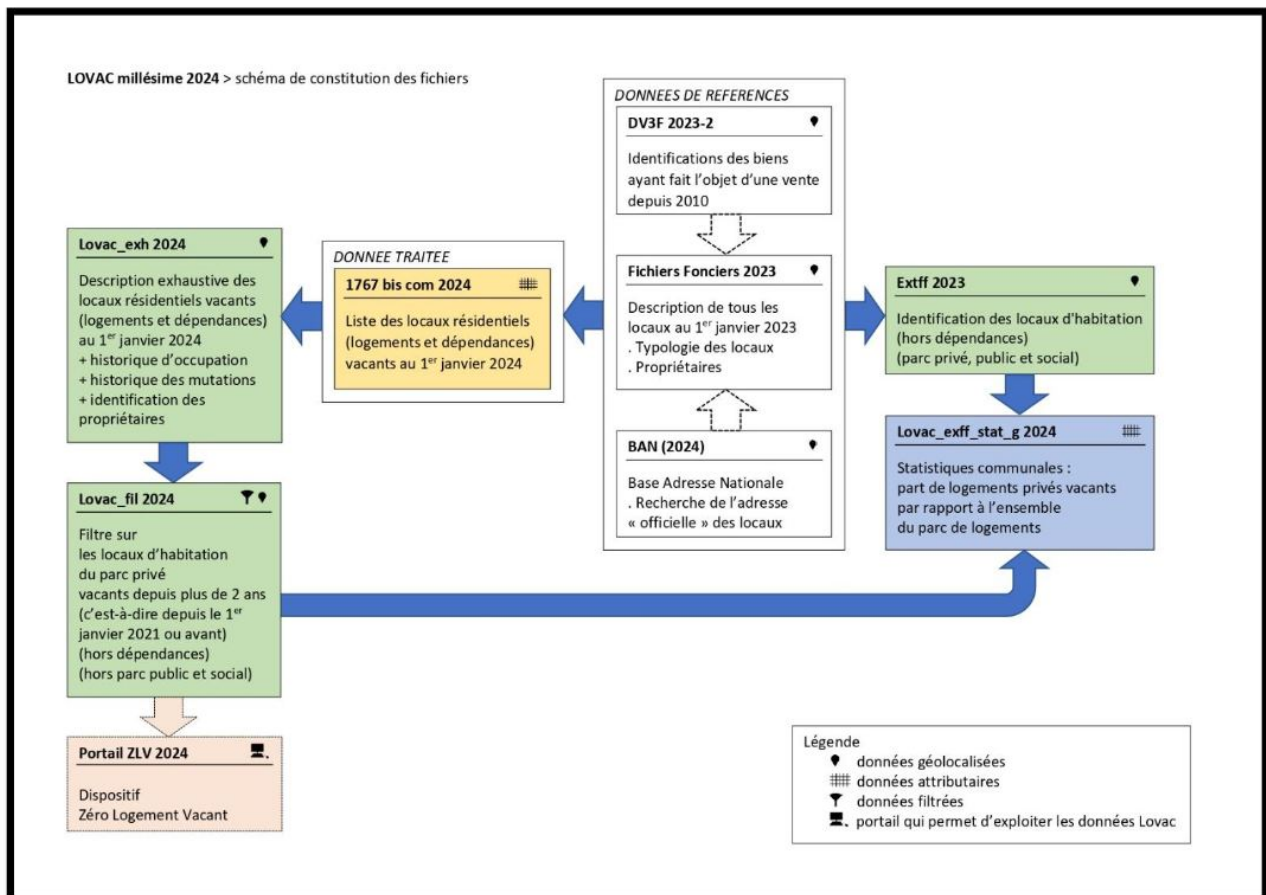 LOVAC millésime 2024 > schéma de constitution des fichiers
DONNEES DE REFERENCES
DV3F 2023-2
Identifications des biens
ayant fait l'objet d'une vente
depuis 2010
Lovac_exh 2024
Description exhaustive des
locaux résidentiels vacants
(logements et dépendances)
au 1er janvier 2024
+ historique d'occupation
+ historique des mutations
+ identification des
propriétaires
DONNEE TRAITEE
1767 bis com 2024
Liste des locaux résidentiels
(logements et dépendances)
vacants au 1er janvier 2024
Fichiers Fonciers 2023
Description de tous les
locaux au 1er janvier 2023
. Typologie des locaux
. Propriétaires
Extff 2023
Identification des locaux d'habitation
(hors dépendances)
(parc privé, public et social)
BAN (2024)
Base Adresse Nationale
. Recherche de l'adresse
« officielle » des locaux
Lovac_exff_stat_g 2024
Statistiques communales :
part de logements privés vacants
par rapport à l'ensemble
du parc de logements
Lovac_fil 2024
Filtre sur
les locaux d'habitation
du parc privé
vacants depuis plus de 2 ans
(c'est-à-dire depuis le 1er
janvier 2021 ou avant)
(hors dépendances)
(hors parc public et social)
Portail ZLV 2024
Dispositif
Zéro Logement Vacant
Légende
données géolocalisées
données attributaires
données filtrées
portail qui permet d'exploiter les données Lovac